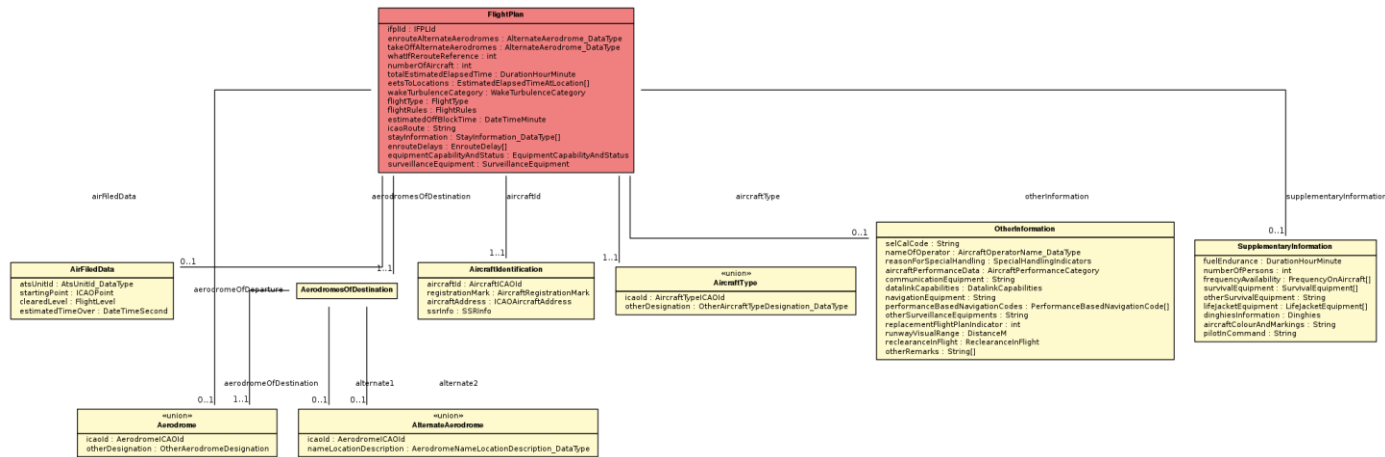 FlightPlan
ifplId : IFPLId
enrouteAlternateAerodromes : AlternateAerodrome_DataType
takeOffAlternateAerodromes : AlternateAerodrome_DataType
whatIfRerouteReference : int
numberOfAircraft : int
totalEstimatedElapsedTime : DurationHourMinute
eetsToLocations : EstimatedElapsedTimeAtLocation[]
wakeTurbulenceCategory : WakeTurbulenceCategory
flightType : FlightType
flightRules : FlightRules
estimatedOffBlockTime : DateTimeMinute
icaoRoute : String
stayInformation : StayInformation_DataType[]
enrouteDelays : EnrouteDelay[]
equipmentCapabilityAndStatus : EquipmentCapabilityAndStatus
surveillanceEquipment : SurveillanceEquipment
airFiledData
aerodromesOfDestination
aircraftId
aircraftType
otherInformation
supplementaryInformation
0..1
1..1
1..1
1..1
0..1
0..1
AirFiledData
atsUnitId : AtsUnitId_DataType
startingPoint : ICAOPoint
clearedLevel : FlightLevel
estimatedTimeOver : DateTimeSecond
aerodromeOfDeparture
AerodromesOfDestination
AircraftIdentification
aircraftId : AircraftICAOId
registrationMark : AircraftRegistrationMark
aircraftAddress : ICAOAircraftAddress
ssrInfo : SSRInfo
«union»
AircraftType
icaoId : AircraftTypeICAOId
otherDesignation : OtherAircraftTypeDesignation_DataType
OtherInformation
selCalCode : String
nameOfOperator : AircraftOperatorName_DataType
reasonForSpecialHandling : SpecialHandlingIndicators
aircraftPerformanceData : AircraftPerformanceCategory
communicationEquipment : String
datalinkCapabilities : DatalinkCapabilities
navigationEquipment : String
performanceBasedNavigationCodes : PerformanceBasedNavigationCode[]
otherSurveillanceEquipments : String
replacementFlightPlanIndicator : int
runwayVisualRange : DistanceM
reclearanceInFlight : ReclearanceInFlight
otherRemarks : String[]
SupplementaryInformation
fuelEndurance : DurationHourMinute
numberOfPersons : int
frequencyAvailability : FrequencyOnAircraft[]
survivalEquipment : SurvivalEquipment[]
otherSurvivalEquipment : String
lifeJacketEquipment : LifeJacketEquipment[]
dinghiesInformation : Dinghies
aircraftColourAndMarkings : String
pilotInCommand : String
aerodromeOfDestination
alternate1
alternate2
0..1
1..1
0..1
0..1
«union»
Aerodrome
icaoId : AerodromeICAOId
otherDesignation : OtherAerodromeDesignation
«union»
AlternateAerodrome
icaoId : AerodromeICAOId
nameLocationDescription : AerodromeNameLocationDescription_DataType